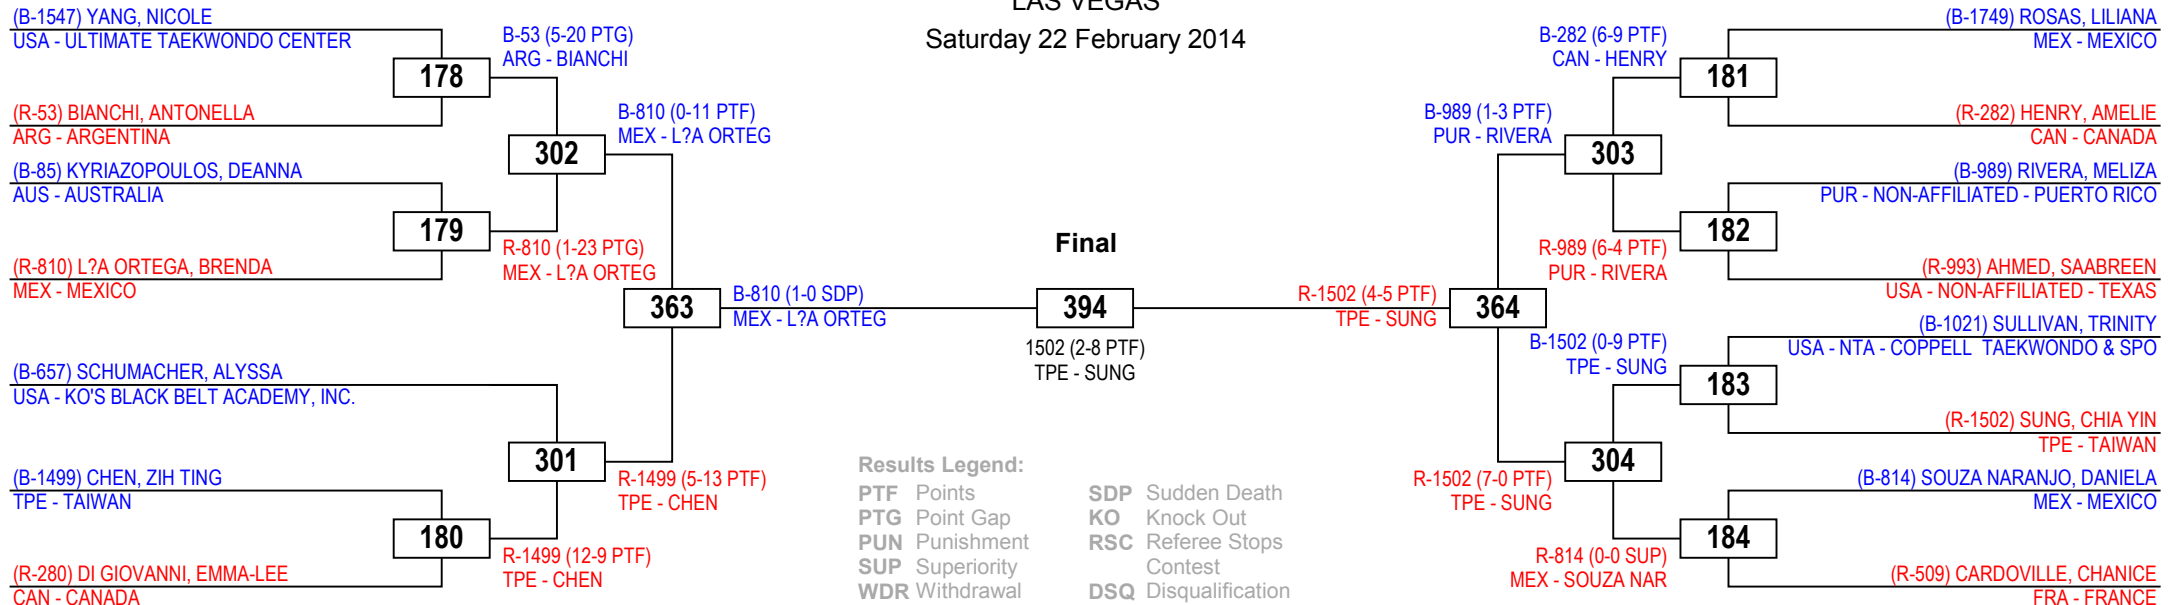 LAS VEGAS
Saturday 22 February 2014
(B-1547) YANG, NICOLE
USA - ULTIMATE TAEKWONDO CENTER
178
(R-53) BIANCHI, ANTONELLA
ARG - ARGENTINA
B-53 (5-20 PTG)
ARG - BIANCHI
(B-85) KYRIAZOPOULOS, DEANNA
AUS - AUSTRALIA
179
(R-810) L?A ORTEGA, BRENDA
MEX - MEXICO
R-810 (1-23 PTG)
MEX - L?A ORTEG
302
B-810 (0-11 PTF)
MEX - L?A ORTEG
(B-657) SCHUMACHER, ALYSSA
USA - KO'S BLACK BELT ACADEMY, INC.
(B-1499) CHEN, ZIH TING
TPE - TAIWAN
180
(R-280) DI GIOVANNI, EMMA-LEE
CAN - CANADA
R-1499 (12-9 PTF)
TPE - CHEN
301
R-1499 (5-13 PTF)
TPE - CHEN
363
B-810 (1-0 SDP)
MEX - L?A ORTEG
Final
394
1502 (2-8 PTF)
TPE - SUNG
R-1502 (4-5 PTF)
TPE - SUNG
364
B-989 (1-3 PTF)
PUR - RIVERA
303
B-282 (6-9 PTF)
CAN - HENRY
181
(B-1749) ROSAS, LILIANA
MEX - MEXICO
(R-282) HENRY, AMELIE
CAN - CANADA
R-989 (6-4 PTF)
PUR - RIVERA
182
(B-989) RIVERA, MELIZA
PUR - NON-AFFILIATED - PUERTO RICO
(R-993) AHMED, SAABREEN
USA - NON-AFFILIATED - TEXAS
R-1502 (7-0 PTF)
TPE - SUNG
304
B-1502 (0-9 PTF)
TPE - SUNG
183
(B-1021) SULLIVAN, TRINITY
USA - NTA - COPPELL  TAEKWONDO & SPO
(R-1502) SUNG, CHIA YIN
TPE - TAIWAN
R-814 (0-0 SUP)
MEX - SOUZA NAR
184
(B-814) SOUZA NARANJO, DANIELA
MEX - MEXICO
(R-509) CARDOVILLE, CHANICE
FRA - FRANCE
Results Legend:
PTF Points
PTG Point Gap
PUN Punishment
SUP Superiority
WDR Withdrawal
SDP Sudden Death
KO Knock Out
RSC Referee Stops
Contest
DSQ Disqualification